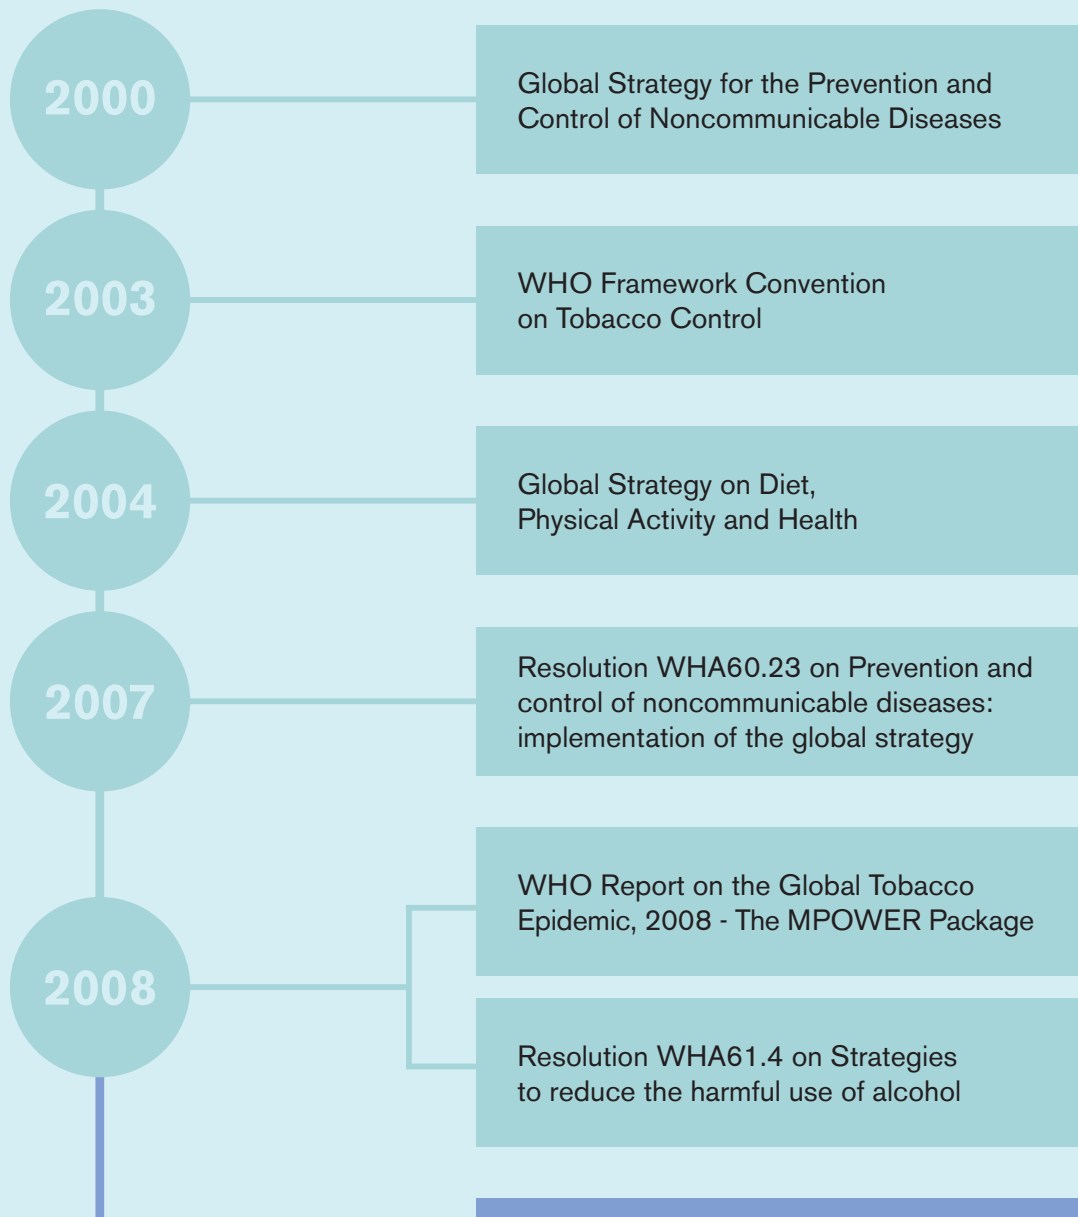 2000
Global Strategy for the Prevention and
Control of Noncommunicable Diseases
2003
WHO Framework Convention
on Tobacco Control
2004
Global Strategy on Diet,
Physical Activity and Health
2007
Resolution WHA60.23 on Prevention and
control of noncommunicable diseases:
implementation of the global strategy
2008
WHO Report on the Global Tobacco
Epidemic, 2008 - The MPOWER Package
Resolution WHA61.4 on Strategies
to reduce the harmful use of alcohol